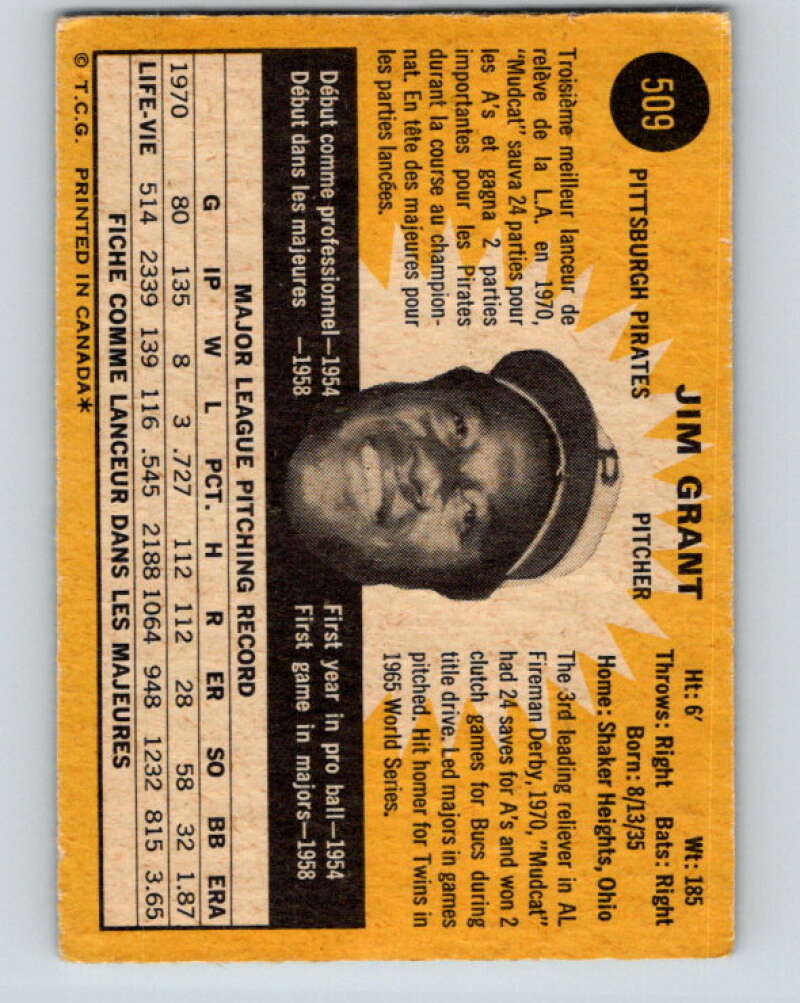 509
JIM GRANT
PITTSBURGH PIRATES
PITCHER
Ht: 6' Wt: 185
Throws: Right Bats: Right
Born: 8/13/35
Home: Shaker Heights, Ohio
Troisième meilleur lanceur de
relève de la L.A. en 1970,
"Mudcat" sauva 24 parties pour
les A's et gagna 2 parties
importantes pour les Pirates
durant la course au champion-
nat. En tête des majeures pour
les parties lancées.
The 3rd leading reliever in AL
Fireman Derby, 1970, "Mudcat"
had 24 saves for A's and won 2
clutch games for Bucs during
title drive. Led majors in games
pitched. Hit homer for Twins in
1965 World Series.
Début comme professionnel—1954
Début dans les majeures —1958
First year in pro ball—1954
First game in majors—1958
MAJOR LEAGUE PITCHING RECORD
G IP W L PCT. H R ER SO BB ERA
1970 80 135 8 3 .727 112 112 28 58 32 1.87
LIFE-VIE 514 2339 139 116 .545 2188 1064 948 1232 815 3.65
FICHE COMME LANCEUR DANS LES MAJEURES
© T.C.G. PRINTED IN CANADA*